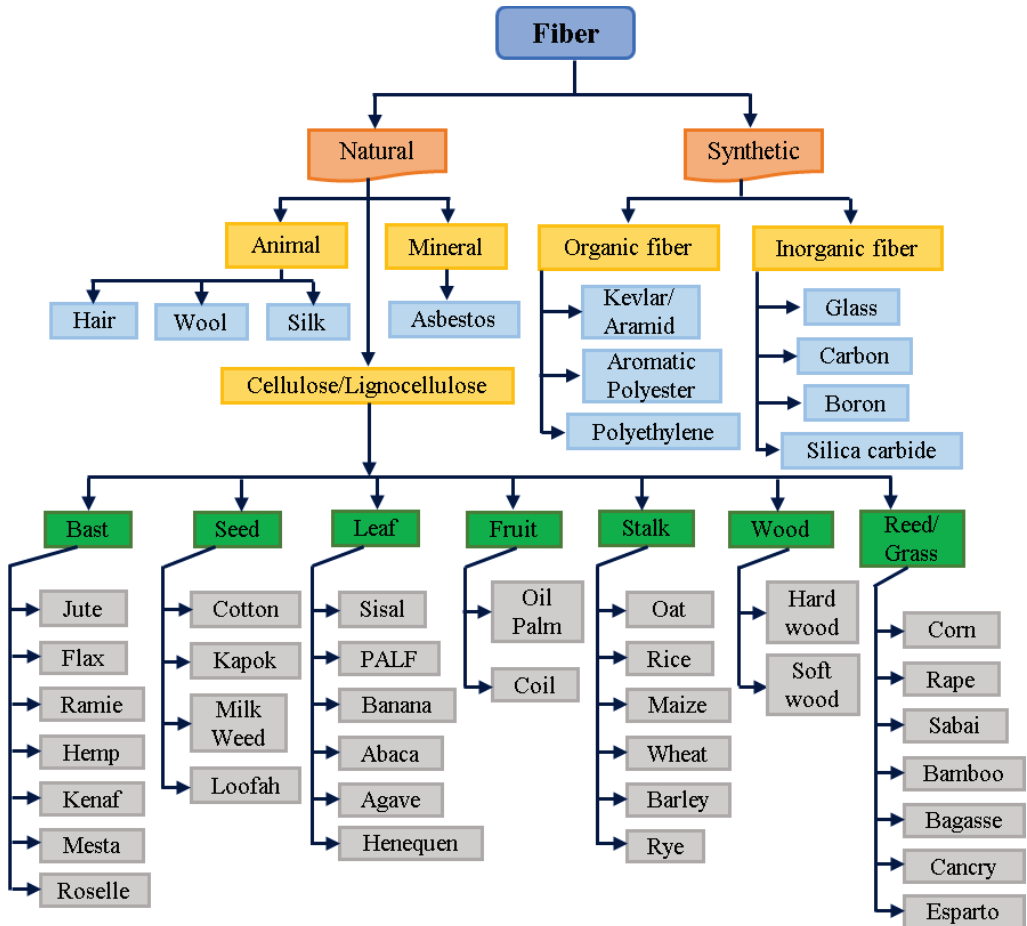 Fiber
Natural
Synthetic
Animal
Mineral
Organic fiber
Inorganic fiber
Hair
Wool
Silk
Asbestos
Kevlar/
Aramid
Aromatic
Polyester
Polyethylene
Glass
Carbon
Boron
Silica carbide
Cellulose/Lignocellulose
Bast
Seed
Leaf
Fruit
Stalk
Wood
Reed/
Grass
Jute
Flax
Ramie
Hemp
Kenaf
Mesta
Roselle
Cotton
Kapok
Milk
Weed
Loofah
Sisal
PALF
Banana
Abaca
Agave
Henequen
Oil
Palm
Coil
Oat
Rice
Maize
Wheat
Barley
Rye
Hard
wood
Soft
wood
Corn
Rape
Sabai
Bamboo
Bagasse
Cancry
Esparto